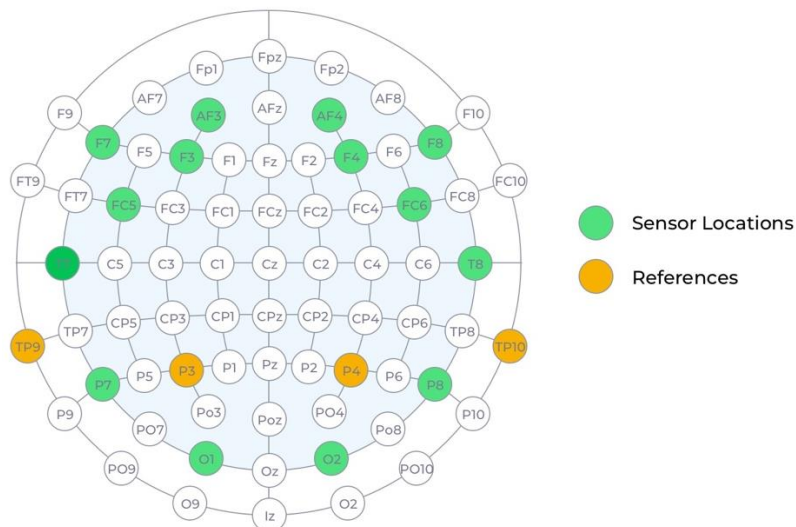 Fpz
Fp1 Fp2
AF7 AF8
AFz
F9 AF3 AF4 F10
F7 F8
F5 F3 F1 Fz F2 F4 F6
FT9 FC10
FT7 FC8
FC5 FC3 FC1 FCz FC2 FC4 FC6
Sensor Locations
C5 C3 C1 Cz C2 C4 C6 T8
References
CP5 CP3 CP1 CPz CP2 CP4 CP6
TP7 TP8
TP9 TP10
P5 P3 P1 Pz P2 P4 P6
P7 P8
P9 Po3 PO4 P10
Poz
PO7 Po8
O1 O2
PO9 Oz PO10
O9 O2
Iz